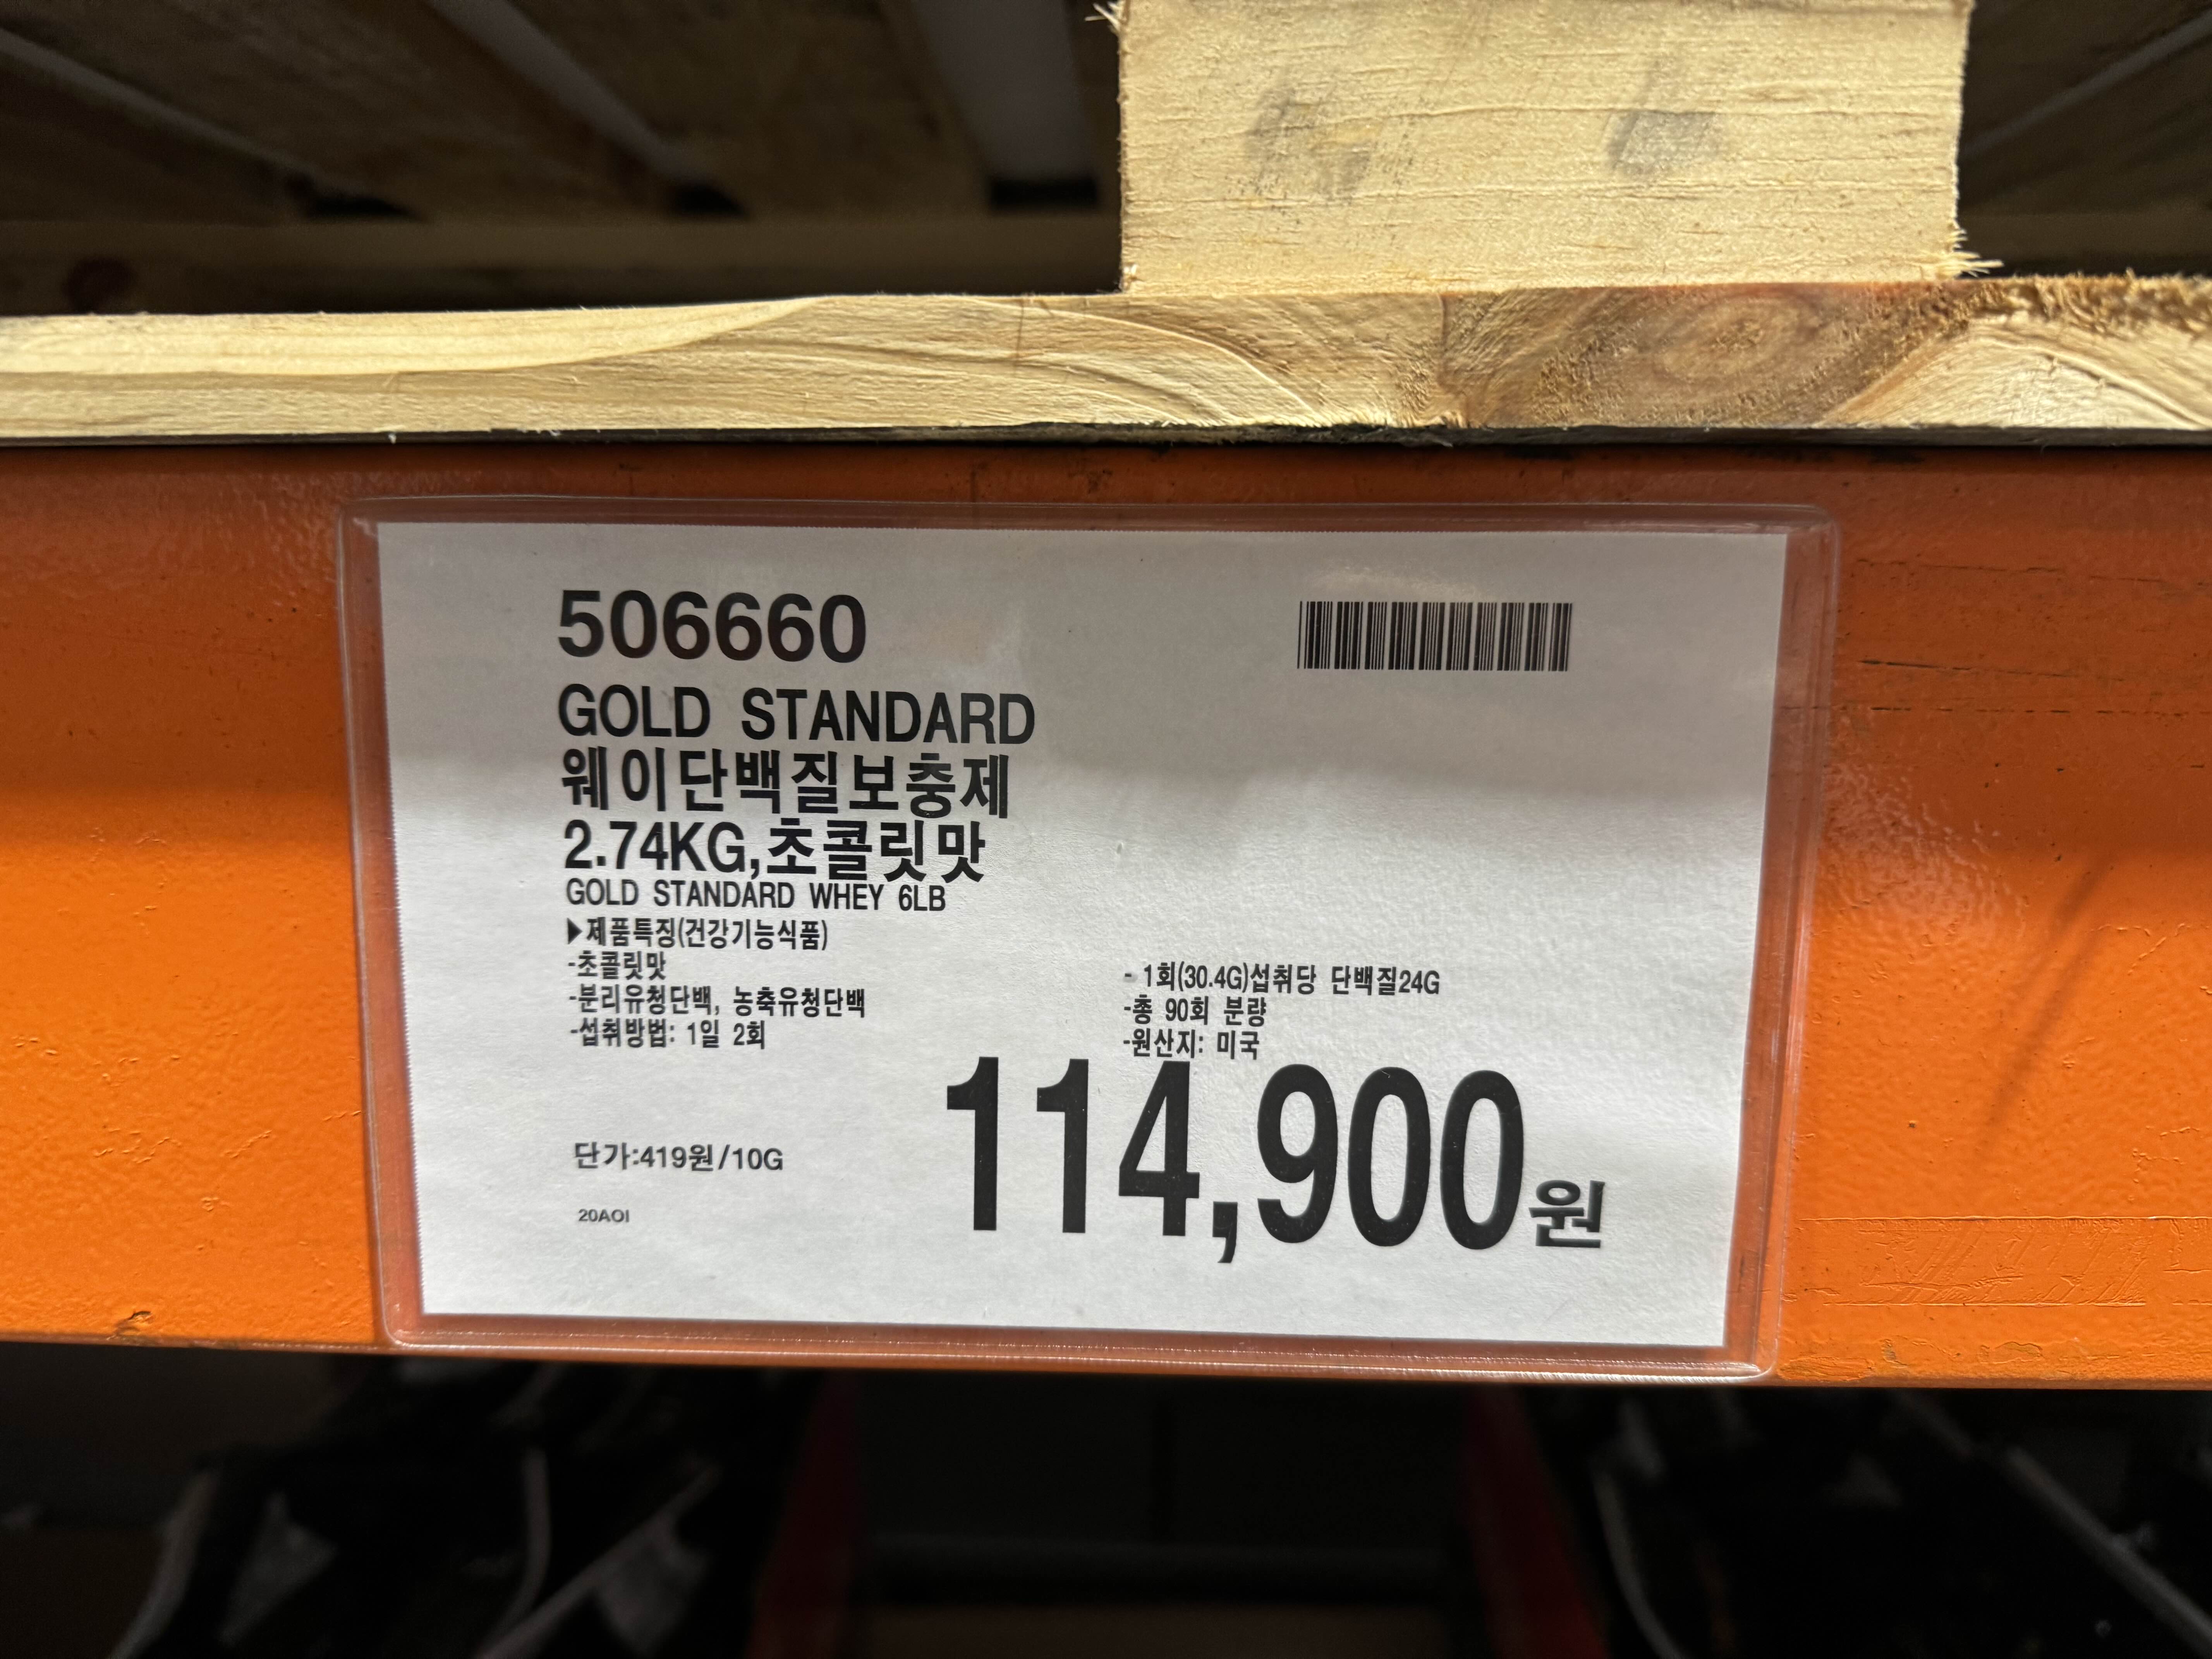 506660
GOLD STANDARD
웨이단백질보충제
2.74KG,초콜릿맛
GOLD STANDARD WHEY 6LB
▶제품특징(건강기능식품)
-초콜릿맛
-분리유청단백, 농축유청단백
-섭취방법: 1일 2회
- 1회(30.4G)섭취당 단백질24G
-총 90회 분량
-원산지: 미국
114,900원
단가:419원/10G
20AOI